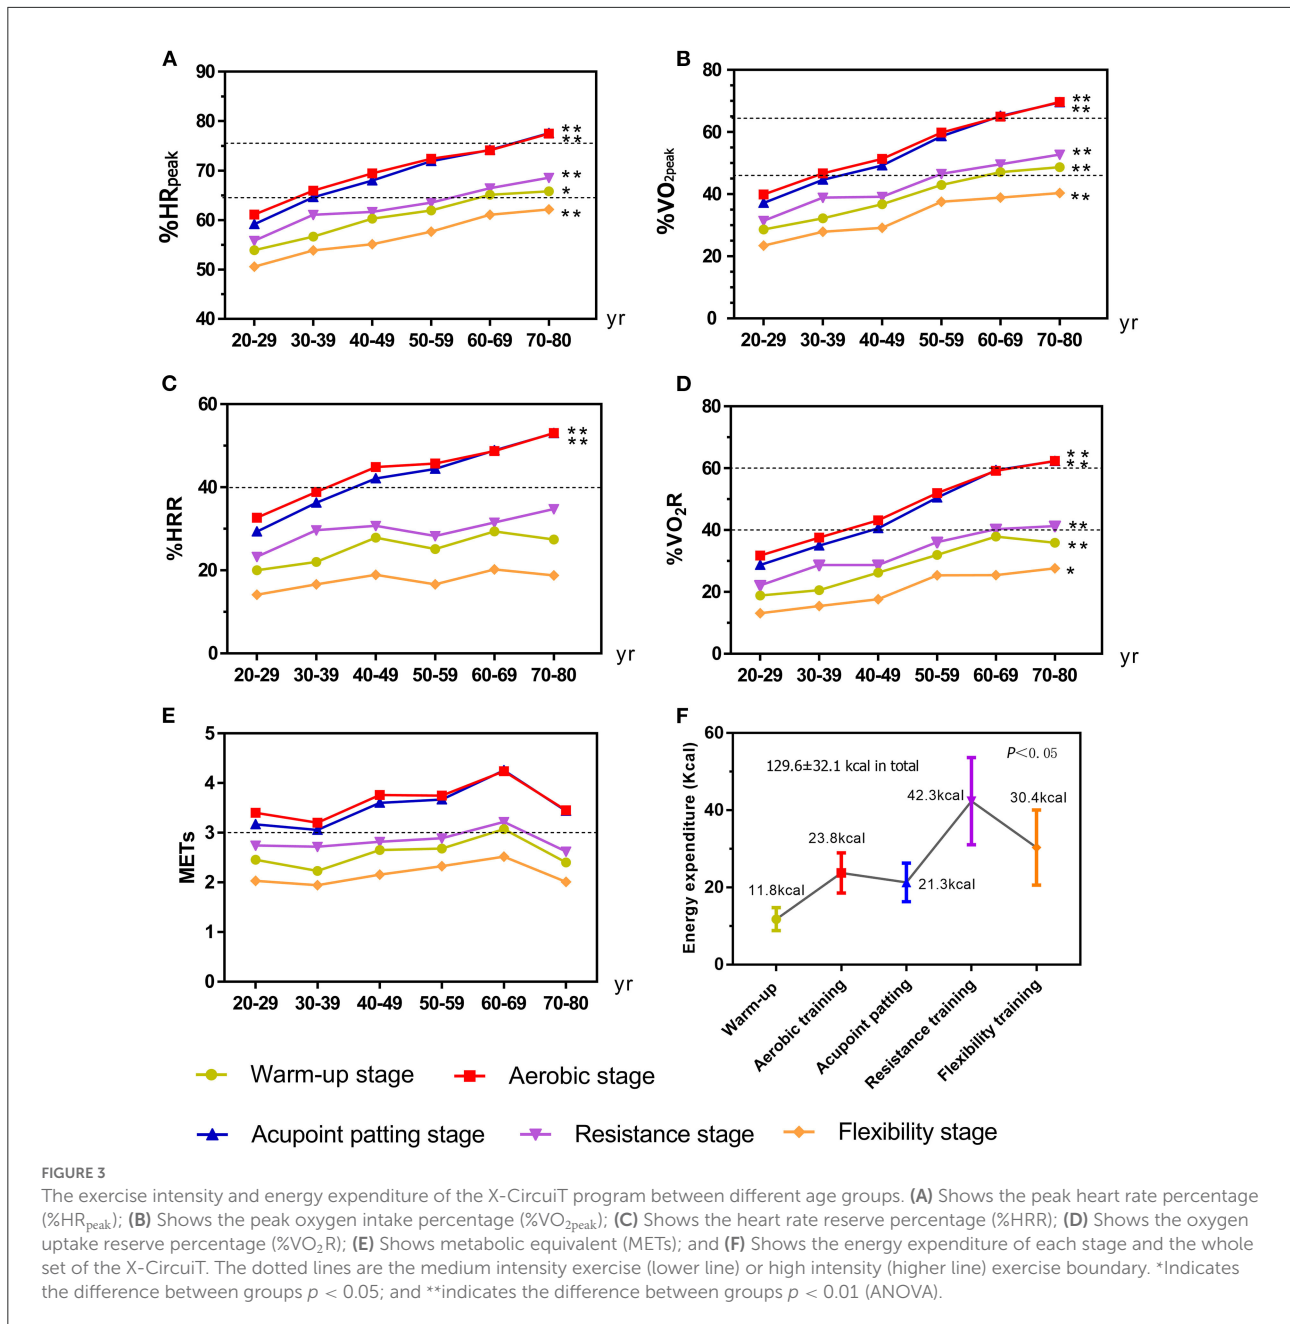 A
%HRpeak
90
80
70
60
50
40
**
**
**
*
**
20-29 30-39 40-49 50-59 60-69 70-80
yr
B
%VO2peak
80
60
40
20
0
**
**
**
**
**
20-29 30-39 40-49 50-59 60-69 70-80
yr
C
%HRR
60
40
20
0
**
**
20-29 30-39 40-49 50-59 60-69 70-80
yr
D
%VO2R
80
60
40
20
0
**
**
**
**
*
20-29 30-39 40-49 50-59 60-69 70-80
yr
E
METs
5
4
3
2
1
0
20-29 30-39 40-49 50-59 60-69 70-80
yr
F
Energy expenditure (Kcal)
60
40
20
0
129.6±32.1 kcal in total
P<0.05
11.8kcal
23.8kcal
21.3kcal
42.3kcal
30.4kcal
Warm-up
Aerobic training
Acupoint patting
Resistance training
Flexibility training
Warm-up stage
Aerobic stage
Acupoint patting stage
Resistance stage
Flexibility stage
FIGURE 3
The exercise intensity and energy expenditure of the X-CircuiT program between different age groups. (A) Shows the peak heart rate percentage
(%HRpeak); (B) Shows the peak oxygen intake percentage (%VO2peak); (C) Shows the heart rate reserve percentage (%HRR); (D) Shows the oxygen
uptake reserve percentage (%VO2R); (E) Shows metabolic equivalent (METs); and (F) Shows the energy expenditure of each stage and the whole
set of the X-CircuiT. The dotted lines are the medium intensity exercise (lower line) or high intensity (higher line) exercise boundary. *Indicates
the difference between groups p < 0.05; and **indicates the difference between groups p < 0.01 (ANOVA).